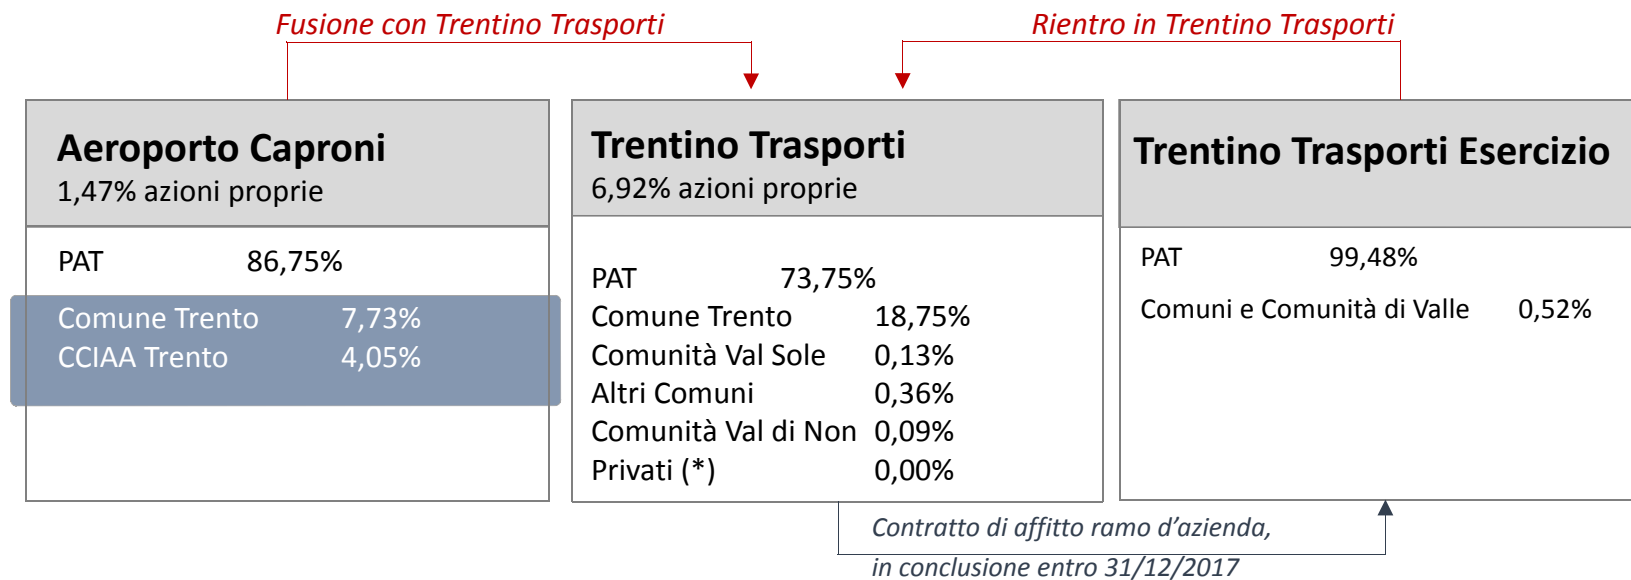 Fusione con Trentino Trasporti
Rientro in Trentino Trasporti
Aeroporto Caproni
1,47% azioni proprie
PAT 86,75%
Comune Trento 7,73%
CCIAA Trento 4,05%
Trentino Trasporti
6,92% azioni proprie
PAT 73,75%
Comune Trento 18,75%
Comunità Val Sole 0,13%
Altri Comuni 0,36%
Comunità Val di Non 0,09%
Privati (*) 0,00%
Trentino Trasporti Esercizio
PAT 99,48%
Comuni e Comunità di Valle 0,52%
Contratto di affitto ramo d’azienda,
in conclusione entro 31/12/2017